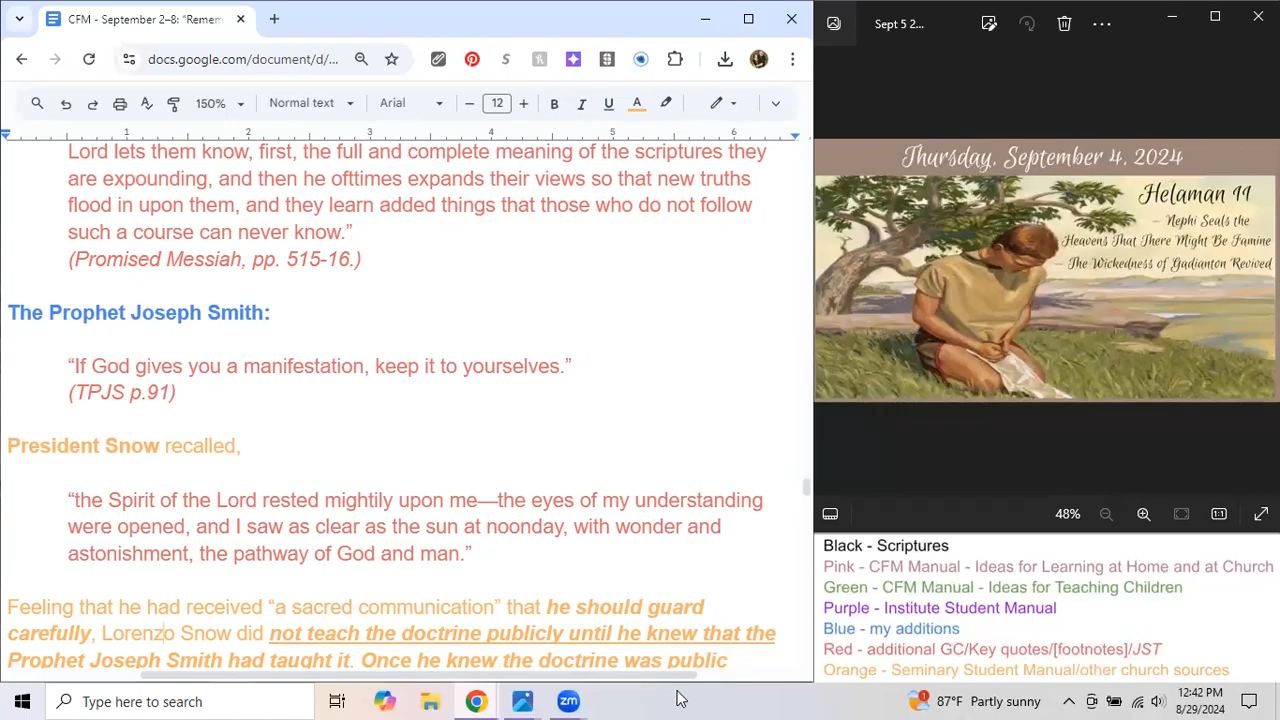 CFM - September 2–8: “Remem
Sept 5 2...
docs.google.com/document/d/...
150%
Normal text
Arial
12
B
I
U
A
1
2
3
4
5
6
Lord lets them know, first, the full and complete meaning of the scriptures they
are expounding, and then he ofttimes expands their views so that new truths
flood in upon them, and they learn added things that those who do not follow
such a course can never know.”
(Promised Messiah, pp. 515-16.)
The Prophet Joseph Smith:
“If God gives you a manifestation, keep it to yourselves.”
(TPJS p.91)
President Snow recalled,
“the Spirit of the Lord rested mightily upon me—the eyes of my understanding
were opened, and I saw as clear as the sun at noonday, with wonder and
astonishment, the pathway of God and man.”
Feeling that he had received “a sacred communication” that he should guard
carefully, Lorenzo Snow did not teach the doctrine publicly until he knew that the
Prophet Joseph Smith had taught it. Once he knew the doctrine was public
Thursday, September 4. 2024
Helaman 11
– Nephi Seals the
Heavens That There Might Be Famine
– The Wickedness of Gadianton Revived
48%
1:1
Black - Scriptures
Pink - CFM Manual - Ideas for Learning at Home and at Church
Green - CFM Manual - Ideas for Teaching Children
Purple - Institute Student Manual
Blue - my additions
Red - additional GC/Key quotes/[footnotes]/JST
Orange - Seminary Student Manual/other church sources
Type here to search
zm
1
87°F Partly sunny
12:42 PM
8/29/2024